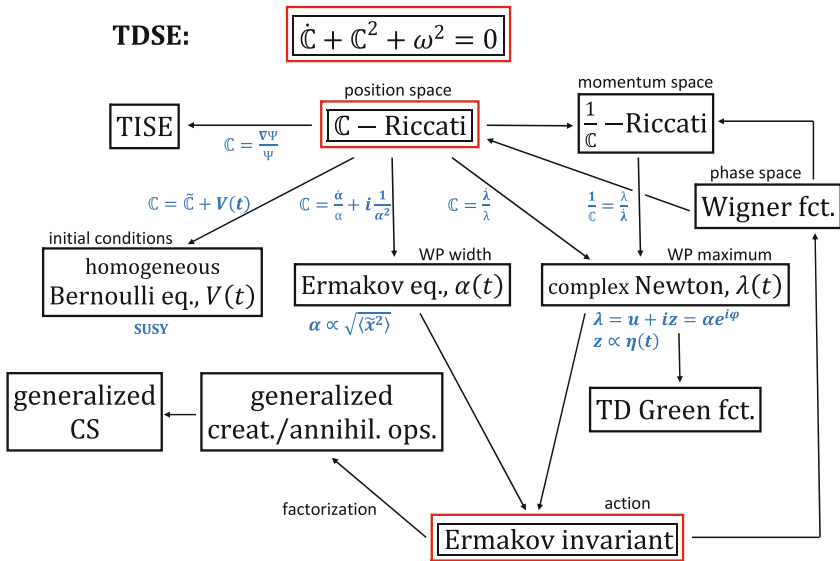 TDSE:
ℂ̇ + ℂ² + ω² = 0
position space
momentum space
TISE
ℂ − Riccati
1/ℂ −Riccati
ℂ = ∇Ψ/Ψ
phase space
Wigner fct.
ℂ = ℂ̃ + V(t)
ℂ = α̇/α + i 1/α²
ℂ = λ̇/λ
1/ℂ = λ/λ̇
initial conditions
WP width
WP maximum
homogeneous
Bernoulli eq., V(t)
Ermakov eq., α(t)
complex Newton, λ(t)
SUSY
α ∝ √⟨x̃²⟩
λ = u + iz = αe^{iφ}
z ∝ η(t)
generalized
CS
generalized
creat./annihil. ops.
TD Green fct.
factorization
action
Ermakov invariant